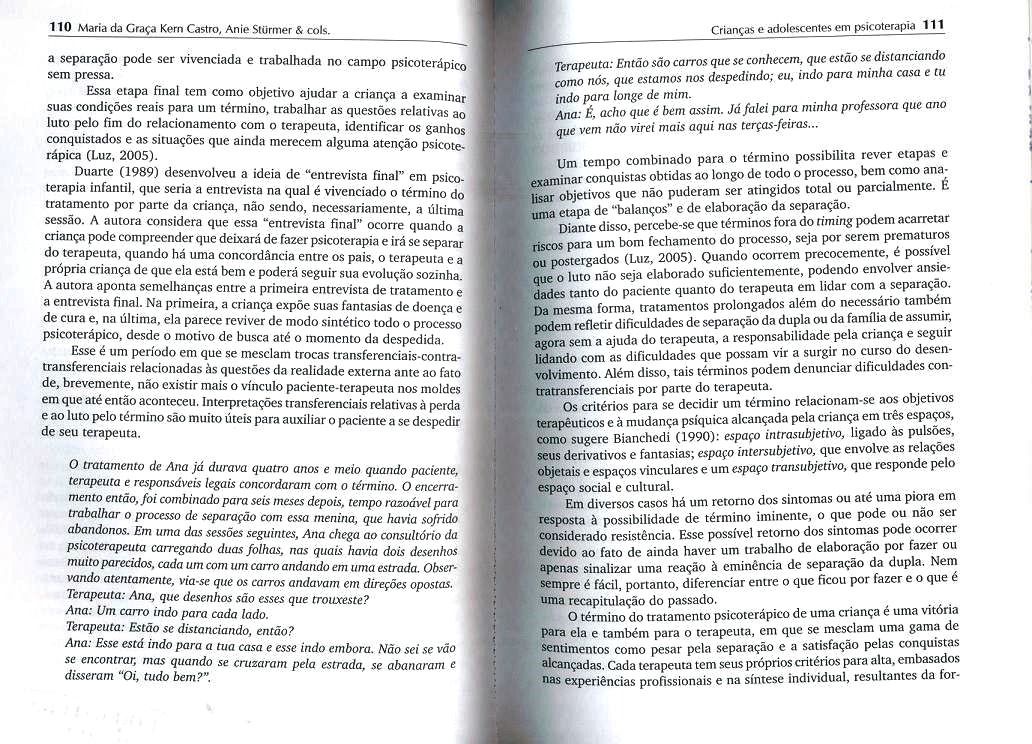 110 Maria da Graça Kern Castro, Anie Stürmer & cols.
a separação pode ser vivenciada e trabalhada no campo psicoterápico
sem pressa.
Essa etapa final tem como objetivo ajudar a criança a examinar
suas condições reais para um término, trabalhar as questões relativas ao
luto pelo fim do relacionamento com o terapeuta, identificar os ganhos
conquistados e as situações que ainda merecem alguma atenção psicote-
rápica (Luz, 2005).
Duarte (1989) desenvolveu a ideia de “entrevista final” em psico-
terapia infantil, que seria a entrevista na qual é vivenciado o término do
tratamento por parte da criança, não sendo, necessariamente, a última
sessão. A autora considera que essa “entrevista final” ocorre quando a
criança pode compreender que deixará de fazer psicoterapia e irá se separar
do terapeuta, quando há uma concordância entre os pais, o terapeuta e a
própria criança de que ela está bem e poderá seguir sua evolução sozinha.
A autora aponta semelhanças entre a primeira entrevista de tratamento e
a entrevista final. Na primeira, a criança expõe suas fantasias de doença e
de cura e, na última, ela parece reviver de modo sintético todo o processo
psicoterápico, desde o motivo de busca até o momento da despedida.
Esse é um período em que se mesclam trocas transferenciais-contra-
transferenciais relacionadas às questões da realidade externa ante ao fato
de, brevemente, não existir mais o vínculo paciente-terapeuta nos moldes
em que até então aconteceu. Interpretações transferenciais relativas à perda
e ao luto pelo término são muito úteis para auxiliar o paciente a se despedir
de seu terapeuta.
O tratamento de Ana já durava quatro anos e meio quando paciente,
terapeuta e responsáveis legais concordaram com o término. O encerra-
mento então, foi combinado para seis meses depois, tempo razoável para
trabalhar o processo de separação com essa menina, que havia sofrido
abandonos. Em uma das sessões seguintes, Ana chega ao consultório da
psicoterapeuta carregando duas folhas, nas quais havia dois desenhos
muito parecidos, cada um com um carro andando em uma estrada. Obser-
vando atentamente, via-se que os carros andavam em direções opostas.
Terapeuta: Ana, que desenhos são esses que trouxeste?
Ana: Um carro indo para cada lado.
Terapeuta: Estão se distanciando, então?
Ana: Esse está indo para a tua casa e esse indo embora. Não sei se vão
se encontrar, mas quando se cruzaram pela estrada, se abanaram e
disseram “Oi, tudo bem?”.
Crianças e adolescentes em psicoterapia 111
Terapeuta: Então são carros que se conhecem, que estão se distanciando
como nós, que estamos nos despedindo; eu, indo para minha casa e tu
indo para longe de mim.
Ana: É, acho que é bem assim. Já falei para minha professora que ano
que vem não virei mais aqui nas terças-feiras...
Um tempo combinado para o término possibilita rever etapas e
examinar conquistas obtidas ao longo de todo o processo, bem como ana-
lisar objetivos que não puderam ser atingidos total ou parcialmente. É
uma etapa de “balanços” e de elaboração da separação.
Diante disso, percebe-se que términos fora do timing podem acarretar
riscos para um bom fechamento do processo, seja por serem prematuros
ou postergados (Luz, 2005). Quando ocorrem precocemente, é possível
que o luto não seja elaborado suficientemente, podendo envolver ansie-
dades tanto do paciente quanto do terapeuta em lidar com a separação.
Da mesma forma, tratamentos prolongados além do necessário também
podem refletir dificuldades de separação da dupla ou da família de assumir,
agora sem a ajuda do terapeuta, a responsabilidade pela criança e seguir
lidando com as dificuldades que possam vir a surgir no curso do desen-
volvimento. Além disso, tais términos podem denunciar dificuldades con-
tratransferenciais por parte do terapeuta.
Os critérios para se decidir um término relacionam-se aos objetivos
terapêuticos e à mudança psíquica alcançada pela criança em três espaços,
como sugere Bianchedi (1990): espaço intrasubjetivo, ligado às pulsões,
seus derivativos e fantasias; espaço intersubjetivo, que envolve as relações
objetais e espaços vinculares e um espaço transubjetivo, que responde pelo
espaço social e cultural.
Em diversos casos há um retorno dos sintomas ou até uma piora em
resposta à possibilidade de término iminente, o que pode ou não ser
considerado resistência. Esse possível retorno dos sintomas pode ocorrer
devido ao fato de ainda haver um trabalho de elaboração por fazer ou
apenas sinalizar uma reação à eminência de separação da dupla. Nem
sempre é fácil, portanto, diferenciar entre o que ficou por fazer e o que é
uma recapitulação do passado.
O término do tratamento psicoterápico de uma criança é uma vitória
para ela e também para o terapeuta, em que se mesclam uma gama de
sentimentos como pesar pela separação e a satisfação pelas conquistas
alcançadas. Cada terapeuta tem seus próprios critérios para alta, embasados
nas experiências profissionais e na síntese individual, resultantes da for-